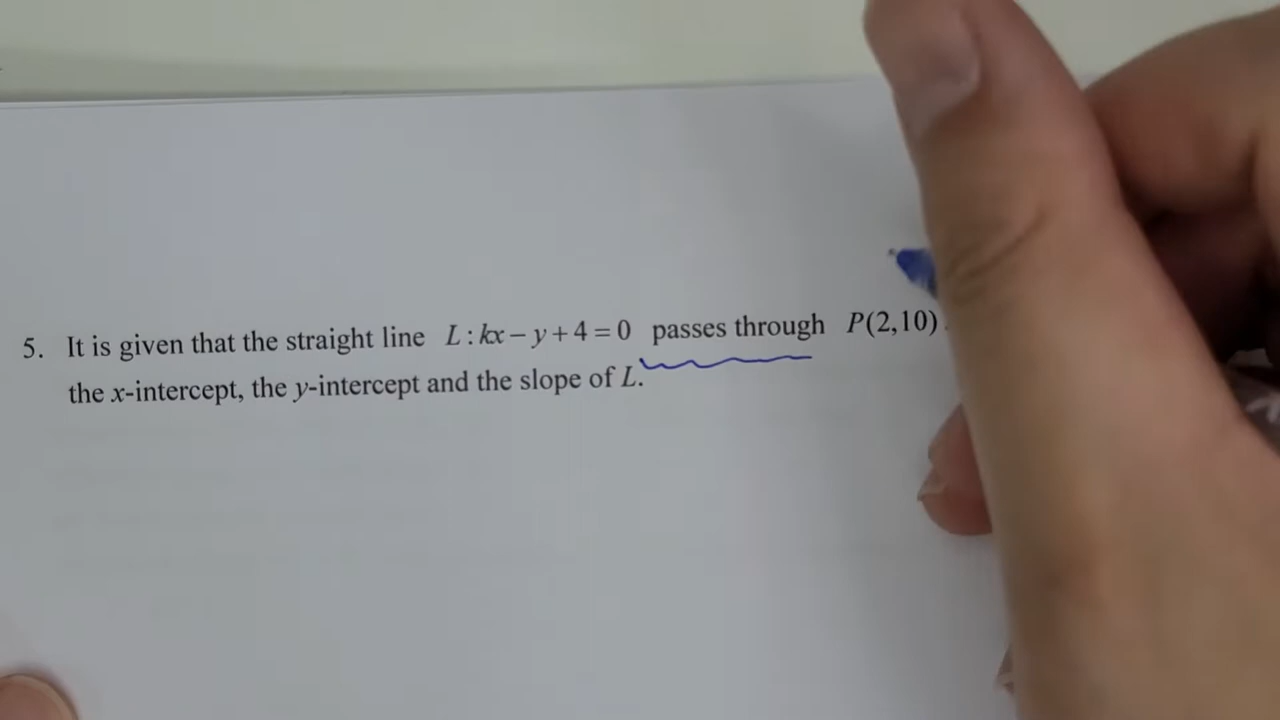 5. It is given that the straight line L : kx − y + 4 = 0 passes through P(2,10).
the x-intercept, the y-intercept and the slope of L.